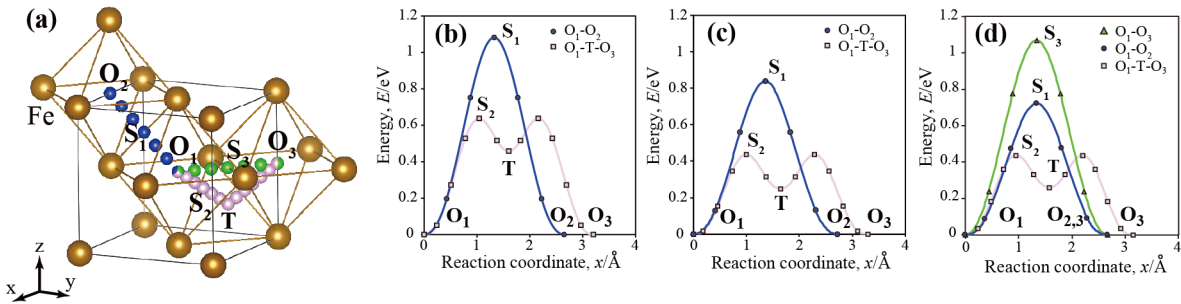 (a)
O₂
Fe
S₁
O₁
S₃
O₃
S₂
T
z
x
y
(b)
1.2
1
0.8
0.6
0.4
0.2
0
Energy, E/eV
S₁
O₁-O₂
O₁-T-O₃
S₂
T
O₁
O₂
O₃
0
1
2
3
4
Reaction coordinate, x/Å
(c)
1.2
1
0.8
0.6
0.4
0.2
0
Energy, E/eV
S₁
O₁-O₂
O₁-T-O₃
S₂
T
O₁
O₂
O₃
0
1
2
3
4
Reaction coordinate, x/Å
(d)
1.2
1
0.8
0.6
0.4
0.2
0
Energy, E/eV
S₃
O₁-O₃
O₁-O₂
O₁-T-O₃
S₁
S₂
T
O₁
O₂,₃
O₃
0
1
2
3
4
Reaction coordinate, x/Å